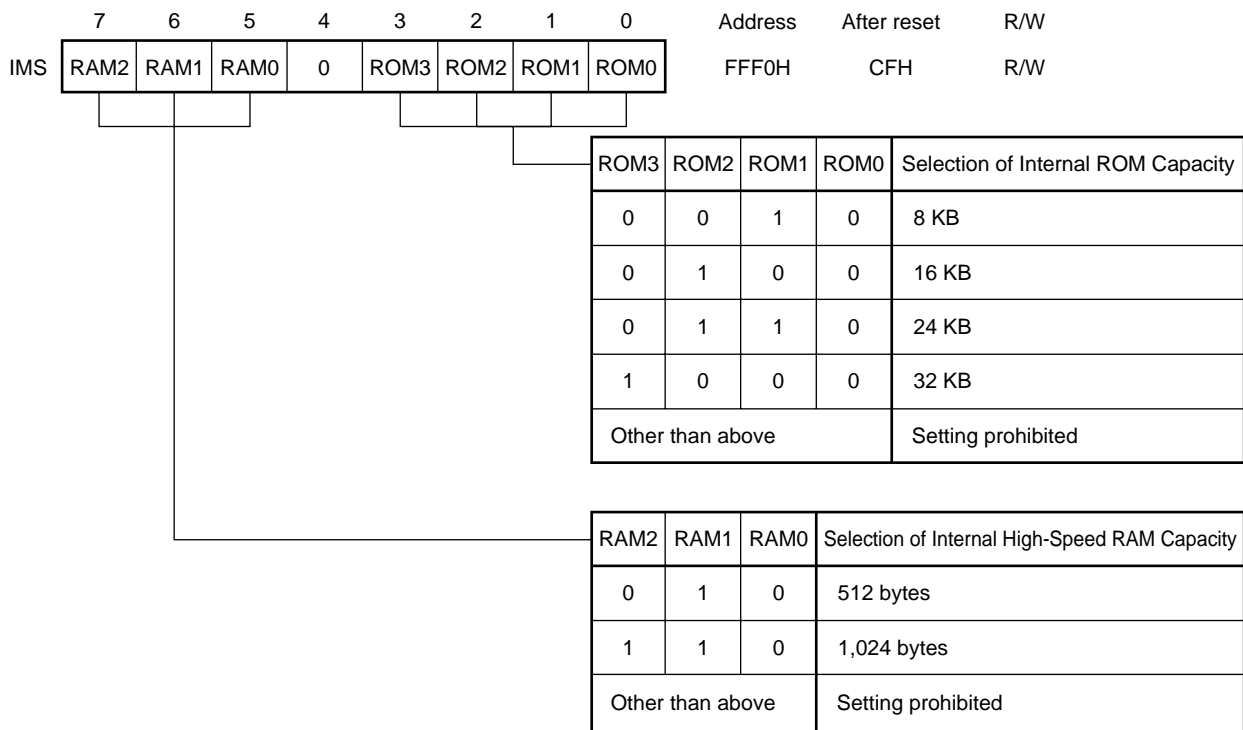 7 6 5 4 3 2 1 0 Address After reset R/W
IMS RAM2 RAM1 RAM0 0 ROM3 ROM2 ROM1 ROM0 FFF0H CFH R/W
ROM3 ROM2 ROM1 ROM0 Selection of Internal ROM Capacity
0 0 1 0 8 KB
0 1 0 0 16 KB
0 1 1 0 24 KB
1 0 0 0 32 KB
Other than above Setting prohibited
RAM2 RAM1 RAM0 Selection of Internal High-Speed RAM Capacity
0 1 0 512 bytes
1 1 0 1,024 bytes
Other than above Setting prohibited